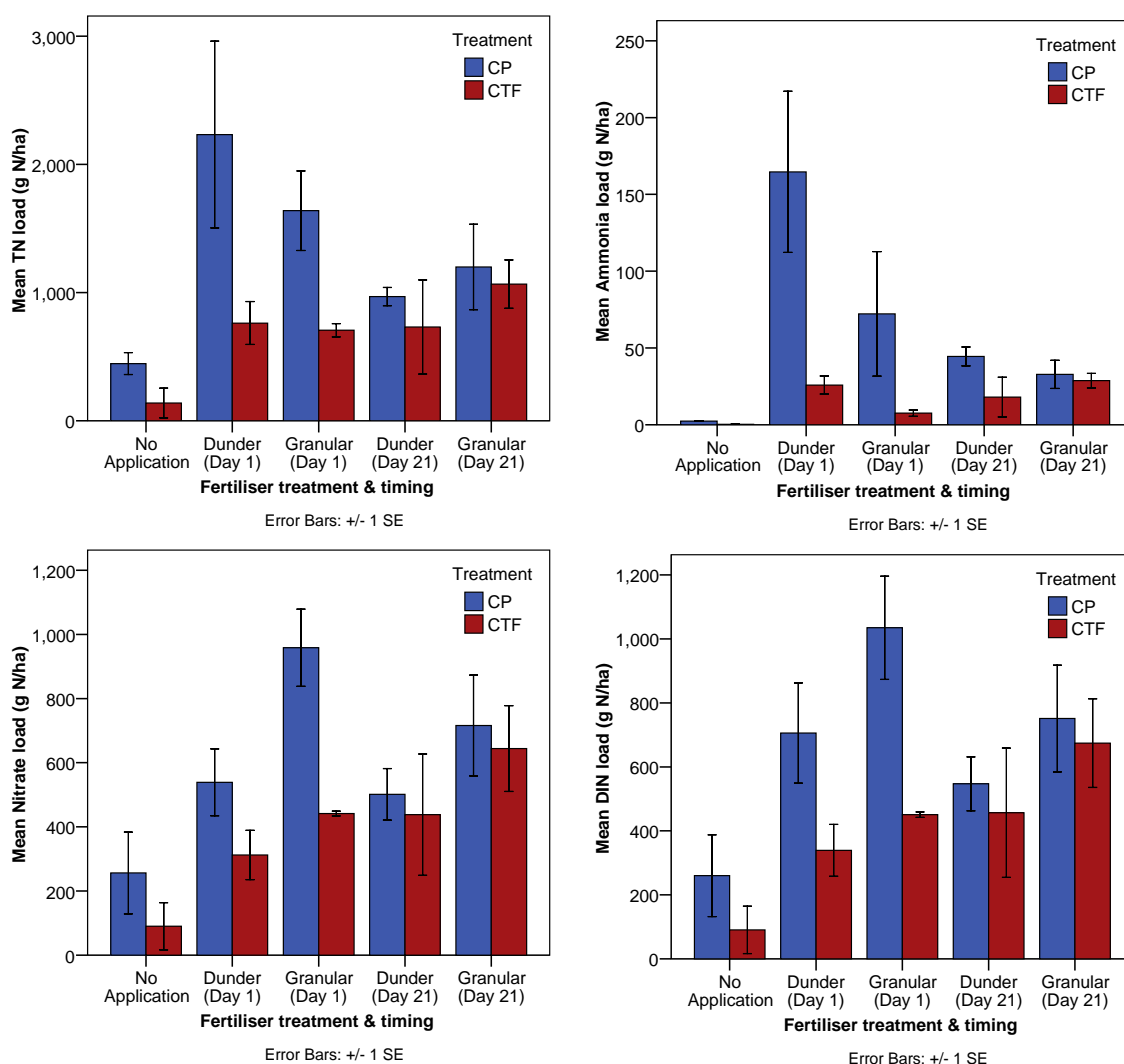 Mean TN load (g N/ha)
3,000
2,000
1,000
0
Treatment
CP
CTF
No Application
Dunder (Day 1)
Granular (Day 1)
Dunder (Day 21)
Granular (Day 21)
Fertiliser treatment & timing
Error Bars: +/- 1 SE
Mean Ammonia load (g N/ha)
250
200
150
100
50
0
Treatment
CP
CTF
No Application
Dunder (Day 1)
Granular (Day 1)
Dunder (Day 21)
Granular (Day 21)
Fertiliser treatment & timing
Error Bars: +/- 1 SE
Mean Nitrate load (g N/ha)
1,200
1,000
800
600
400
200
0
Treatment
CP
CTF
No Application
Dunder (Day 1)
Granular (Day 1)
Dunder (Day 21)
Granular (Day 21)
Fertiliser treatment & timing
Error Bars: +/- 1 SE
Mean DIN load (g N/ha)
1,200
1,000
800
600
400
200
0
Treatment
CP
CTF
No Application
Dunder (Day 1)
Granular (Day 1)
Dunder (Day 21)
Granular (Day 21)
Fertiliser treatment & timing
Error Bars: +/- 1 SE